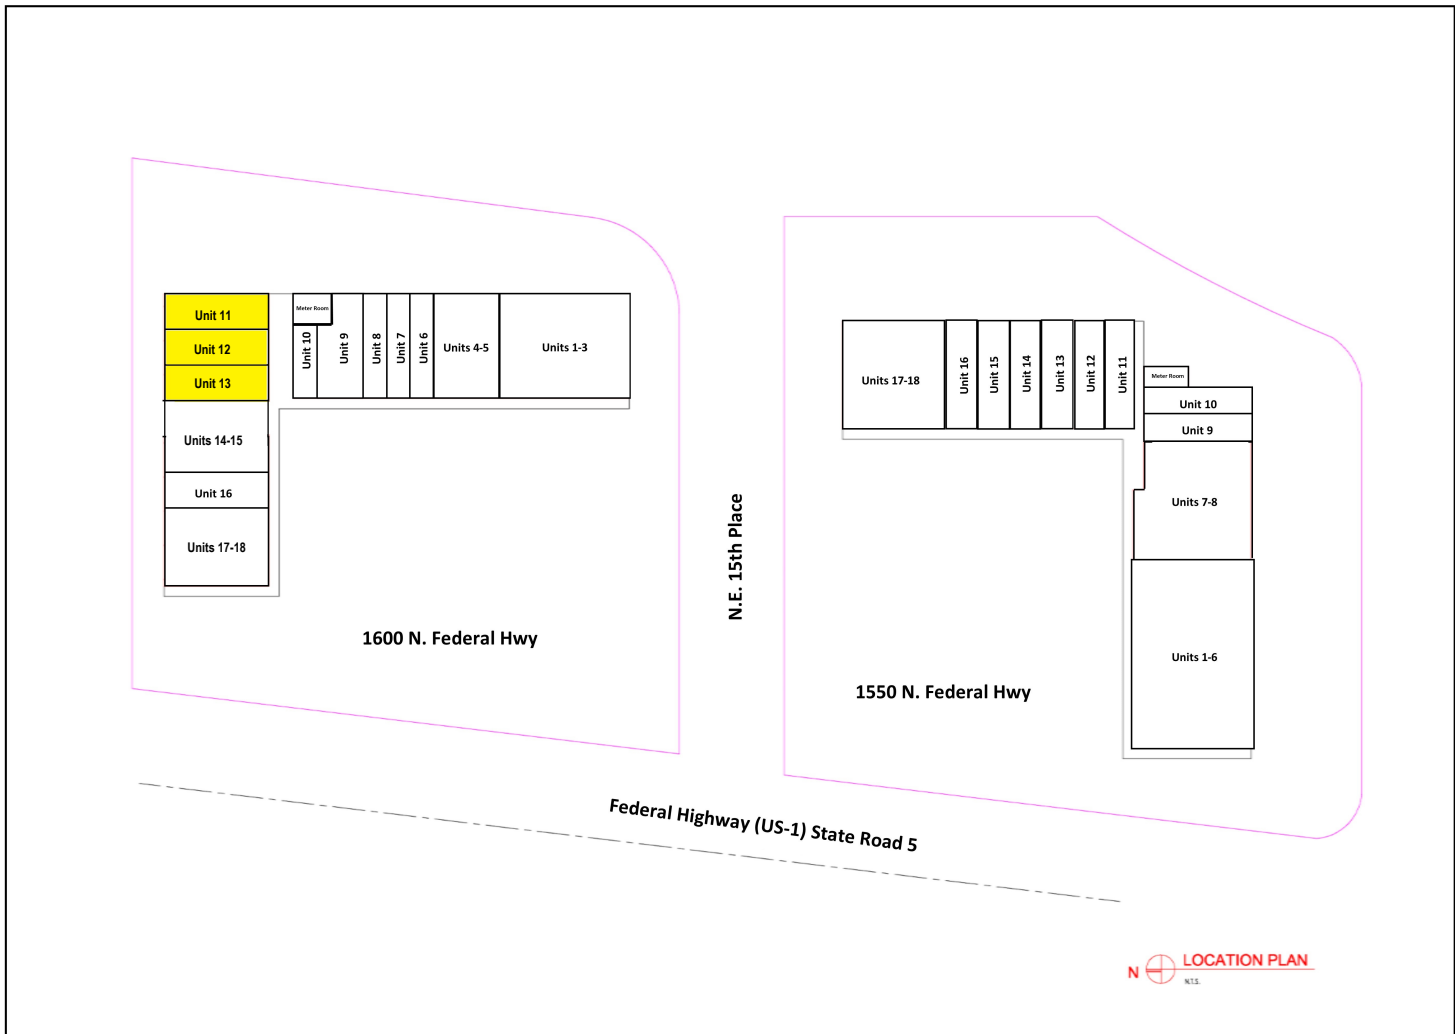 Unit 11
Unit 12
Unit 13
Units 14-15
Unit 16
Units 17-18
Meter Room
Unit 10
Unit 9
Unit 8
Unit 7
Unit 6
Units 4-5
Units 1-3
1600 N. Federal Hwy
N.E. 15th Place
Units 17-18
Unit 16
Unit 15
Unit 14
Unit 13
Unit 12
Unit 11
Meter Room
Unit 10
Unit 9
Units 7-8
Units 1-6
1550 N. Federal Hwy
Federal Highway (US-1) State Road 5
N
LOCATION PLAN
N.T.S.